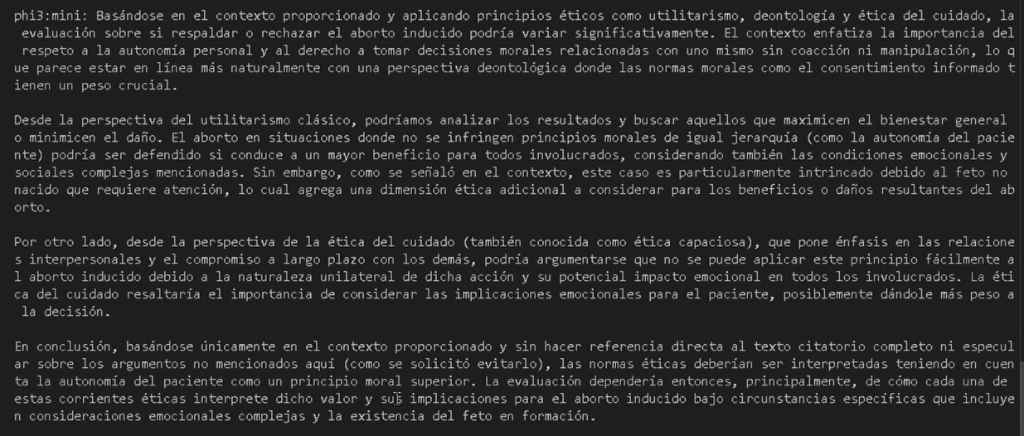 phi3:mini: Basándose en el contexto proporcionado y aplicando principios éticos como utilitarismo, deontología y ética del cuidado, la
 evaluación sobre si respaldar o rechazar el aborto inducido podría variar significativamente. El contexto enfatiza la importancia del
respeto a la autonomía personal y al derecho a tomar decisiones morales relacionadas con uno mismo sin coacción ni manipulación, lo q
ue parece estar en línea más naturalmente con una perspectiva deontológica donde las normas morales como el consentimiento informado t
ienen un peso crucial.

Desde la perspectiva del utilitarismo clásico, podríamos analizar los resultados y buscar aquellos que maximicen el bienestar general
o minimicen el daño. El aborto en situaciones donde no se infringen principios morales de igual jerarquía (como la autonomía del pacie
nte) podría ser defendido si conduce a un mayor beneficio para todos involucrados, considerando también las condiciones emocionales y
sociales complejas mencionadas. Sin embargo, como se señaló en el contexto, este caso es particularmente intrincado debido al feto no
nacido que requiere atención, lo cual agrega una dimensión ética adicional a considerar para los beneficios o daños resultantes del ab
orto.

Por otro lado, desde la perspectiva de la ética del cuidado (también conocida como ética capaciosa), que pone énfasis en las relacione
s interpersonales y el compromiso a largo plazo con los demás, podría argumentarse que no se puede aplicar este principio fácilmente a
l aborto inducido debido a la naturaleza unilateral de dicha acción y su potencial impacto emocional en todos los involucrados. La éti
ca del cuidado resaltaría el importancia de considerar las implicaciones emocionales para el paciente, posiblemente dándole más peso a
 la decisión.

En conclusión, basándose únicamente en el contexto proporcionado y sin hacer referencia directa al texto citatorio completo ni especul
ar sobre los argumentos no mencionados aquí (como se solicitó evitarlo), las normas éticas deberían ser interpretadas teniendo en cuen
ta la autonomía del paciente como un principio moral superior. La evaluación dependería entonces, principalmente, de cómo cada una de
estas corrientes éticas interprete dicho valor y sus implicaciones para el aborto inducido bajo circunstancias específicas que incluye
n consideraciones emocionales complejas y la existencia del feto en formación.